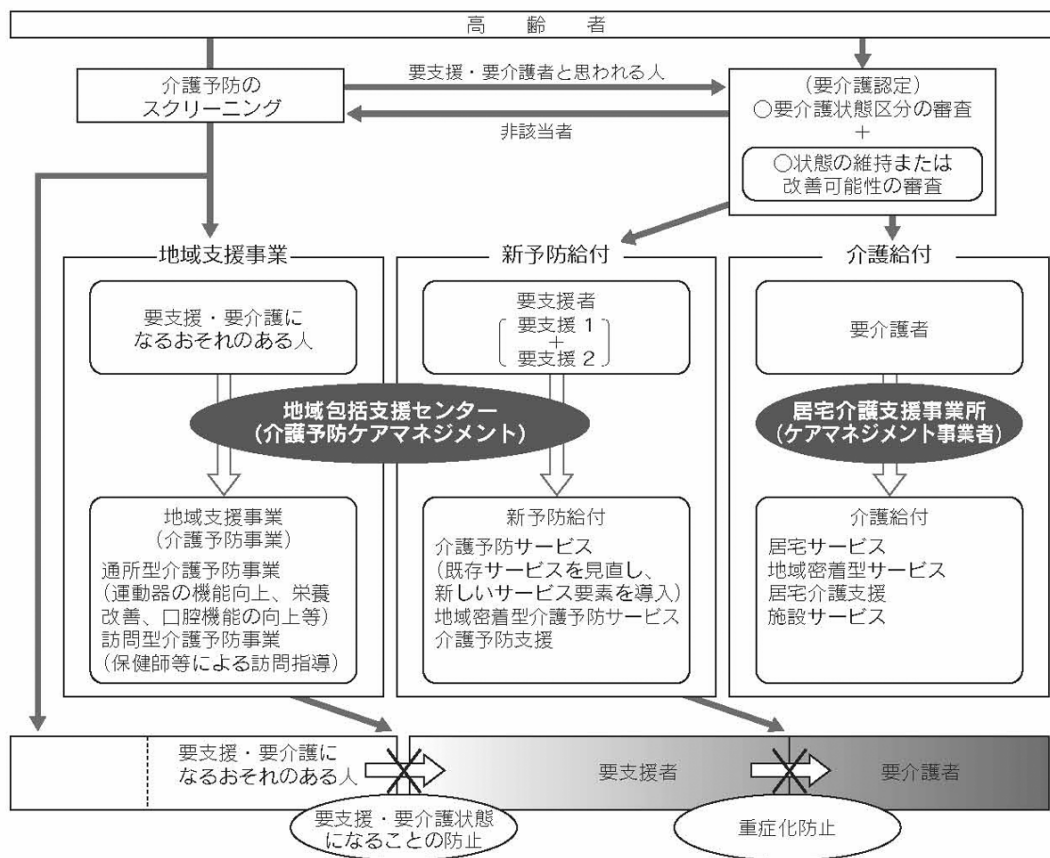 高　齢　者
介護予防の
スクリーニング
要支援・要介護者と思われる人
非該当者
（要介護認定）
○要介護状態区分の審査
＋
○状態の維持または
改善可能性の審査
地域支援事業
要支援・要介護に
なるおそれのある人
新予防給付
要支援者
要支援 1
＋
要支援 2
介護給付
要介護者
地域包括支援センター
（介護予防ケアマネジメント）
居宅介護支援事業所
（ケアマネジメント事業者）
地域支援事業
（介護予防事業）
通所型介護予防事業
（運動器の機能向上、栄養
改善、口腔機能の向上等）
訪問型介護予防事業
（保健師等による訪問指導）
新予防給付
介護予防サービス
（既存サービスを見直し、
新しいサービス要素を導入）
地域密着型介護予防サービス
介護予防支援
介護給付
居宅サービス
地域密着型サービス
居宅介護支援
施設サービス
要支援・要介護に
なるおそれのある人
要支援者
要介護者
要支援・要介護状態
になることの防止
重症化防止